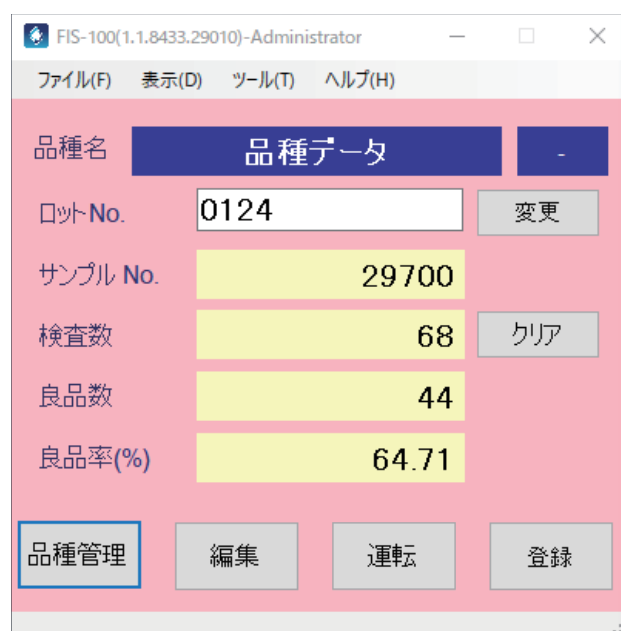 FIS-100(1.1.8433.29010)-Administrator
ファイル(F) 表示(D) ツール(T) ヘルプ(H)
品種名 品種データ -
ロットNo. 0124 変更
サンプル No. 29700
検査数 68 クリア
良品数 44
良品率(%) 64.71
品種管理 編集 運転 登録